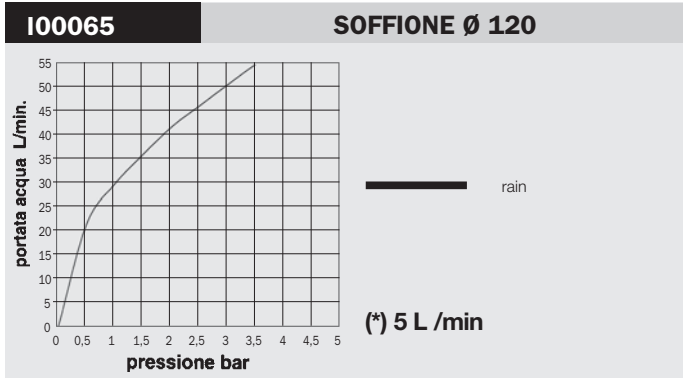 I00065
SOFFIONE Ø 120
portata acqua L/min.
55
50
45
40
35
30
25
20
15
10
5
0
0 0,5 1 1,5 2 2,5 3 3,5 4 4,5 5
pressione bar
rain
(*) 5 L /min